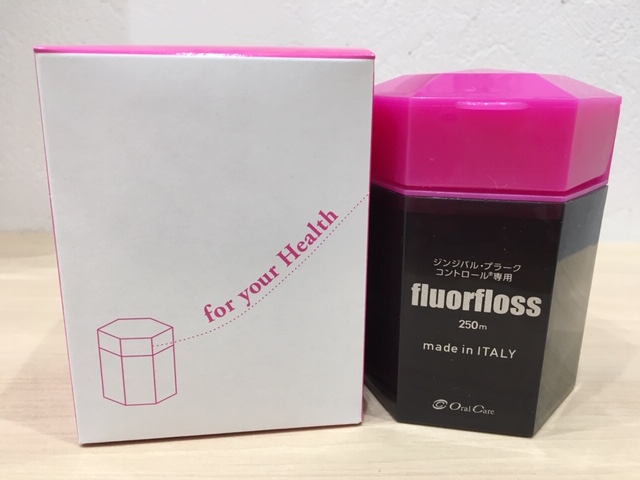 for your Health
ジンジバル・プラーク
コントロール®専用
fluorfloss
250m
made in ITALY
Oral Care